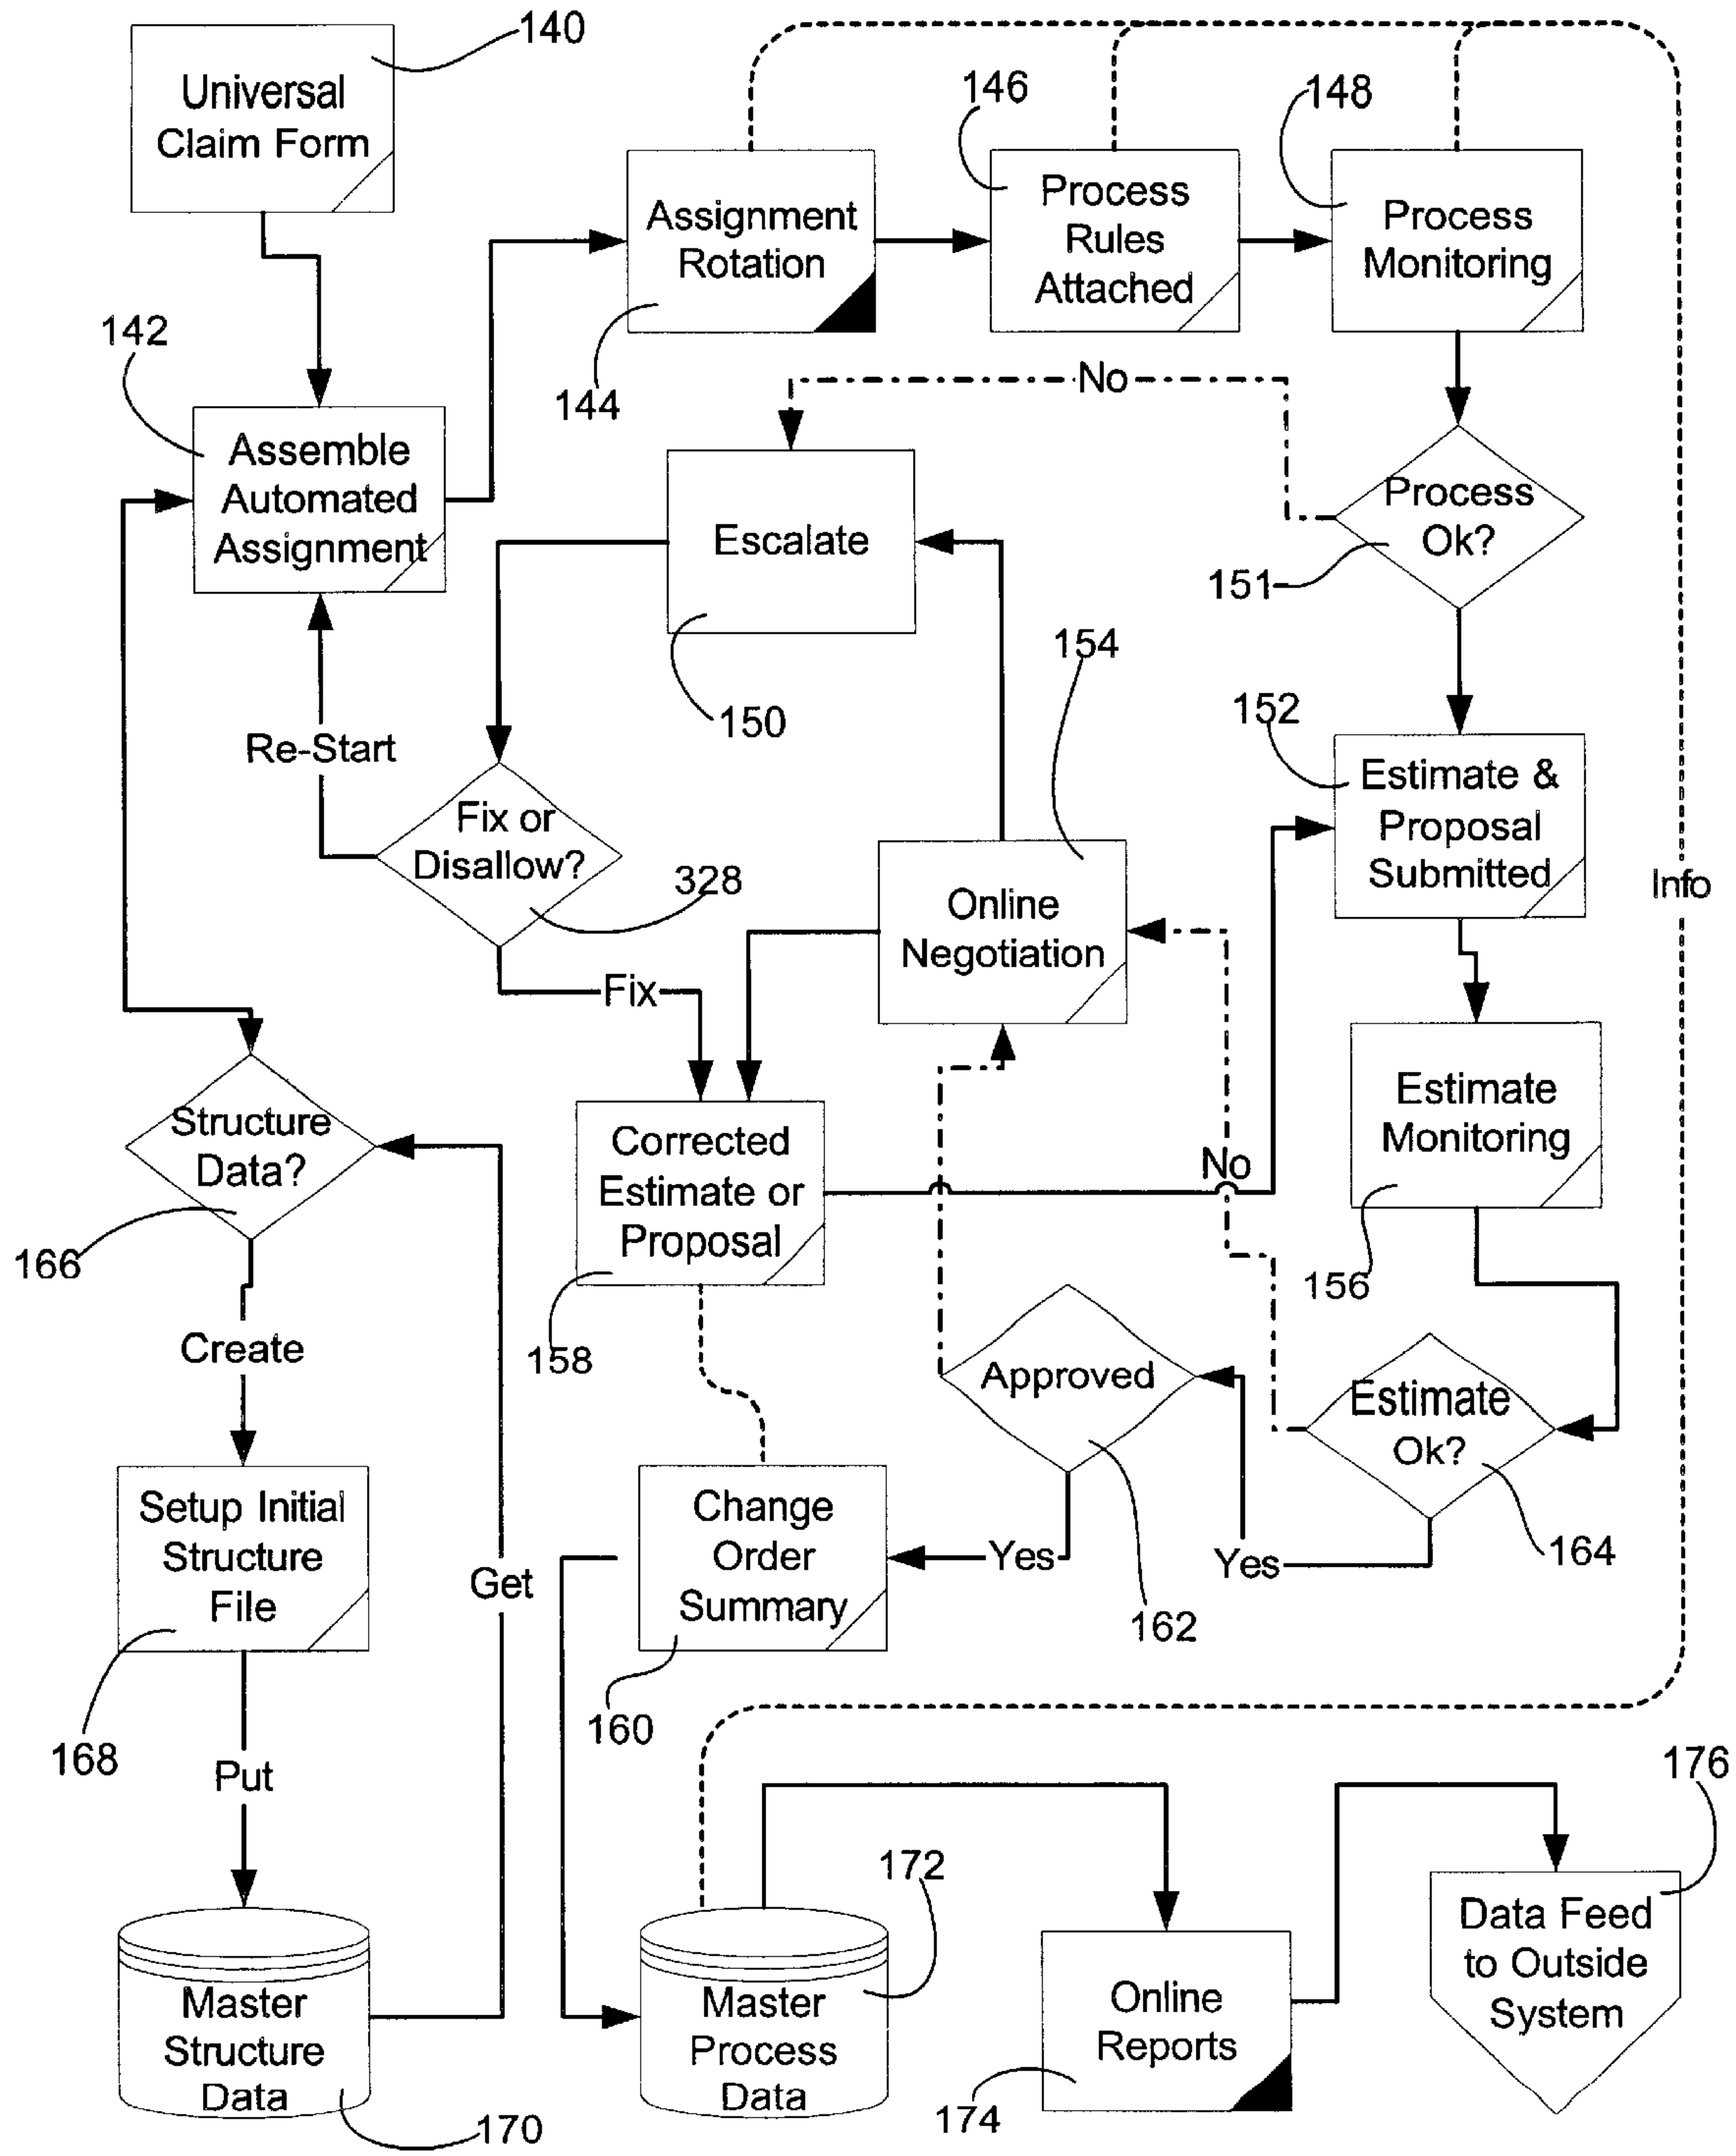 140
Universal
Claim Form
146
148
Assignment
Rotation
Process
Rules
Attached
Process
Monitoring
142
144
No
Assemble
Automated
Assignment
Escalate
Process
Ok?
151
154
150
152
Re-Start
Estimate &
Proposal
Submitted
Fix or
Disallow?
328
Info
Online
Negotiation
Fix
Structure
Data?
Corrected
Estimate or
Proposal
No
Estimate
Monitoring
166
156
Create
158
Approved
Estimate
Ok?
Setup Initial
Structure
File
Change
Order
Summary
Yes
Yes
164
Get
162
168
160
Put
176
172
Data Feed
to Outside
System
Master
Structure
Data
Master
Process
Data
Online
Reports
174
170